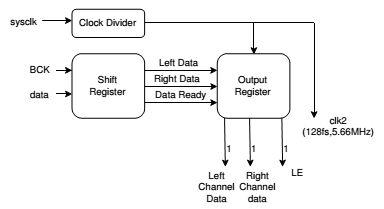 sysclk
Clock Divider
BCK
data
Shift
Register
Left Data
Right Data
Data Ready
Output
Register
clk2
(128fs,5.66MHz)
1
1
1
Left
Channel
Data
Right
Channel
data
LE